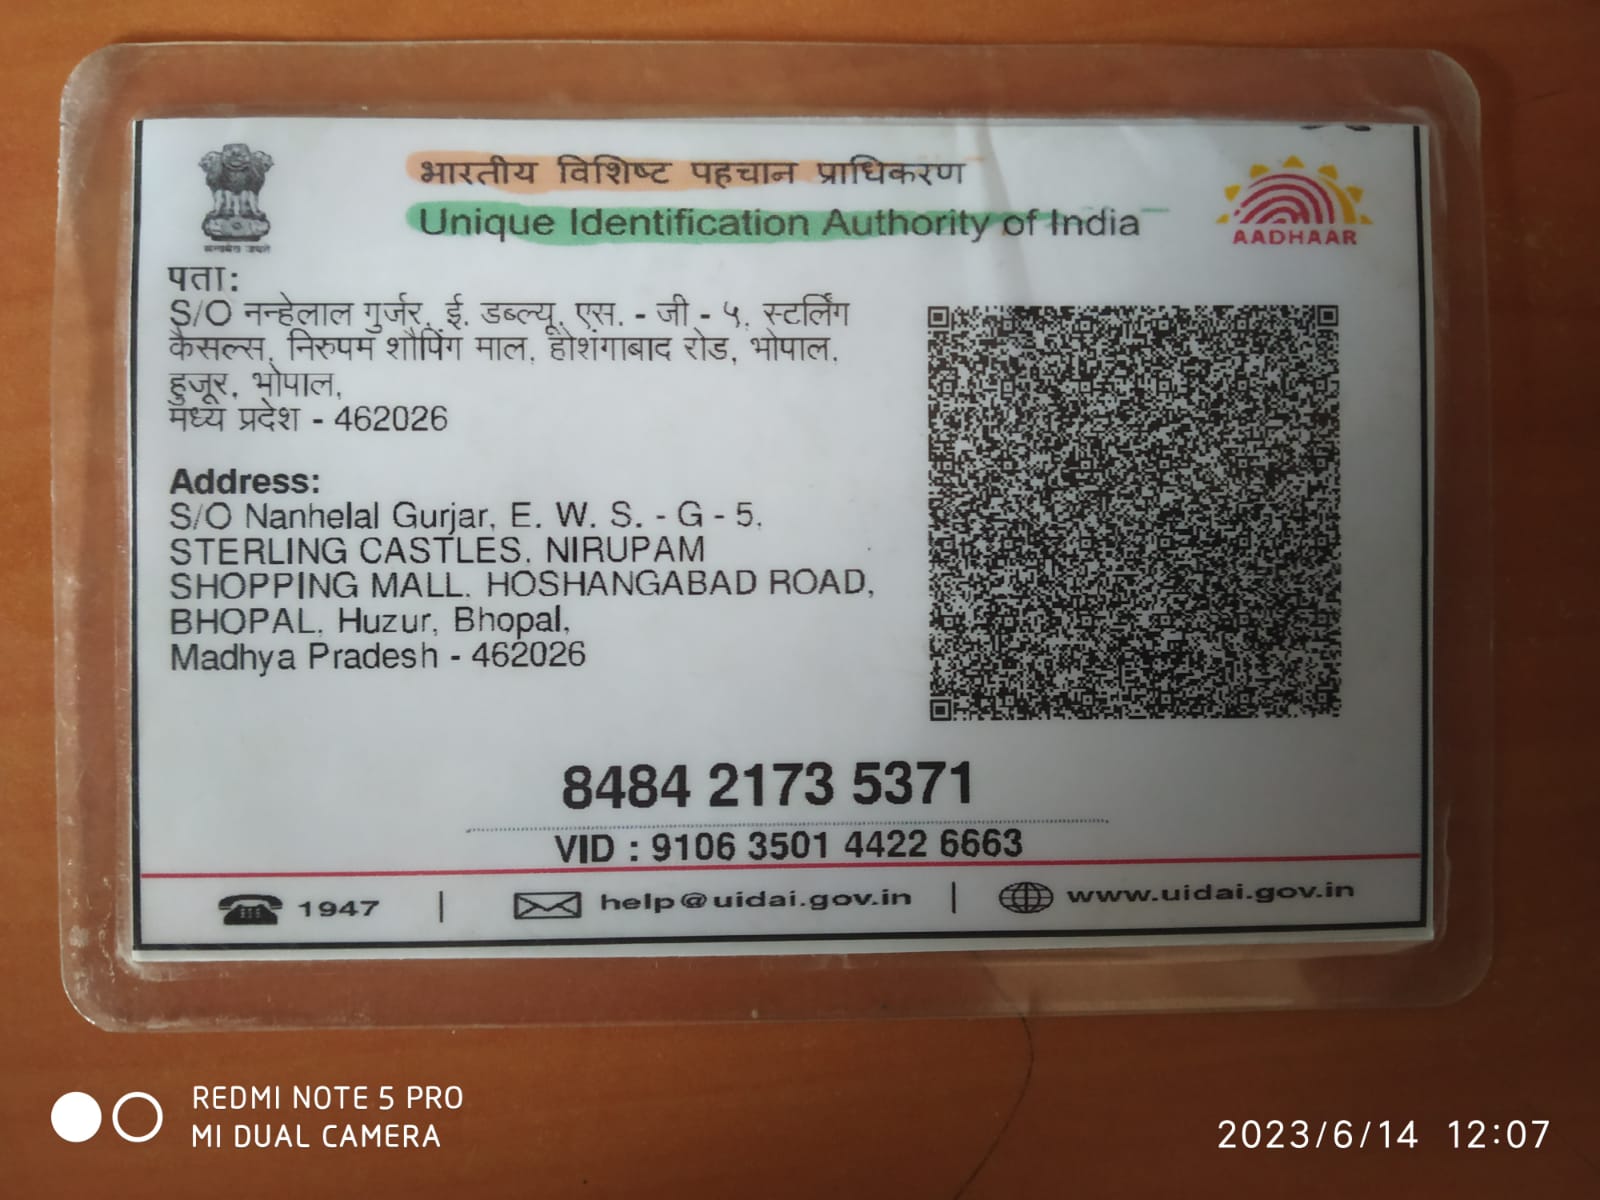 भारतीय विशिष्ट पहचान प्राधिकरण
Unique Identification Authority of India
AADHAAR
पता:
S/O नन्हेलाल गुर्जर, ई. डब्ल्यू. एस. - जी - ५, स्टर्लिंग
कैसल्स, निरुपम शौपिंग माल, होशंगाबाद रोड, भोपाल,
हुजूर, भोपाल,
मध्य प्रदेश - 462026
Address:
S/O Nanhelal Gurjar, E. W. S. - G - 5,
STERLING CASTLES, NIRUPAM
SHOPPING MALL, HOSHANGABAD ROAD,
BHOPAL, Huzur, Bhopal,
Madhya Pradesh - 462026
8484 2173 5371
VID : 9106 3501 4422 6663
1947 | help@uidai.gov.in | www.uidai.gov.in
REDMI NOTE 5 PRO
MI DUAL CAMERA
2023/6/14 12:07